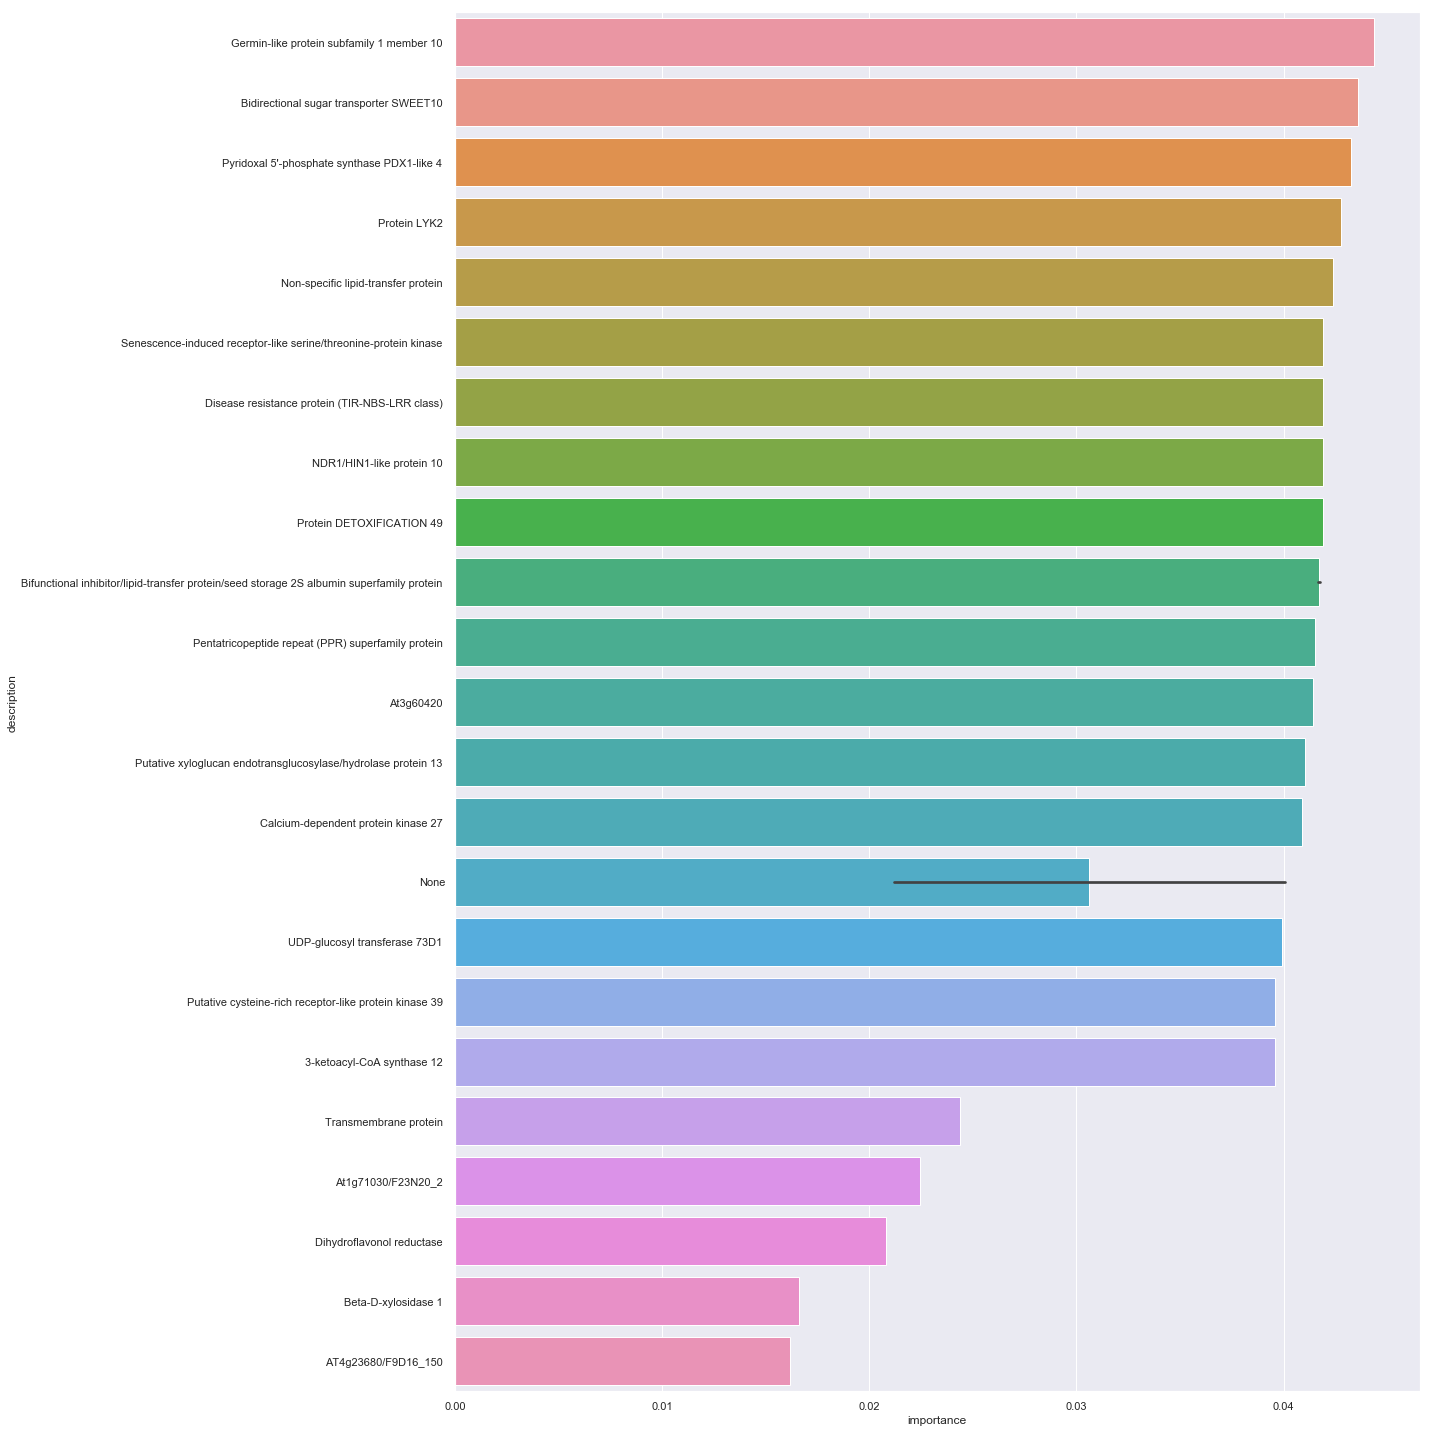 Germin-like protein subfamily 1 member 10
Bidirectional sugar transporter SWEET10
Pyridoxal 5'-phosphate synthase PDX1-like 4
Protein LYK2
Non-specific lipid-transfer protein
Senescence-induced receptor-like serine/threonine-protein kinase
Disease resistance protein (TIR-NBS-LRR class)
NDR1/HIN1-like protein 10
Protein DETOXIFICATION 49
Bifunctional inhibitor/lipid-transfer protein/seed storage 2S albumin superfamily protein
Pentatricopeptide repeat (PPR) superfamily protein
At3g60420
Putative xyloglucan endotransglucosylase/hydrolase protein 13
Calcium-dependent protein kinase 27
None
UDP-glucosyl transferase 73D1
Putative cysteine-rich receptor-like protein kinase 39
3-ketoacyl-CoA synthase 12
Transmembrane protein
At1g71030/F23N20_2
Dihydroflavonol reductase
Beta-D-xylosidase 1
AT4g23680/F9D16_150
description
0.00 0.01 0.02 0.03 0.04
importance